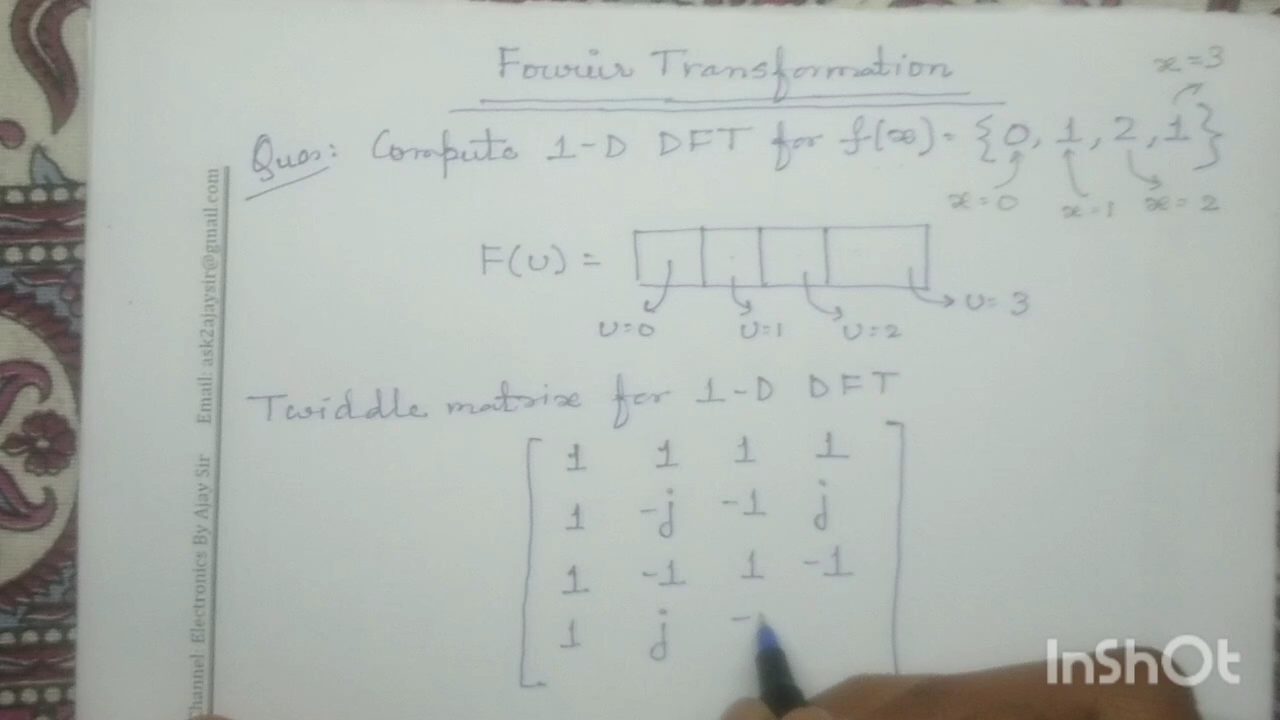 Fourier Transformation
Ques: Compute 1-D DFT for f(x) = {0, 1, 2, 1}
x=3
x=0 x=1 x=2
F(U) =
U=0 U=1 U=2 U=3
Twiddle matrix for 1-D DFT
1 1 1 1
1 -j -1 j
1 -1 1 -1
1 j -
Channel: Electronics By Ajay Sir Email: ask2ajaysir@gmail.com
InShOt